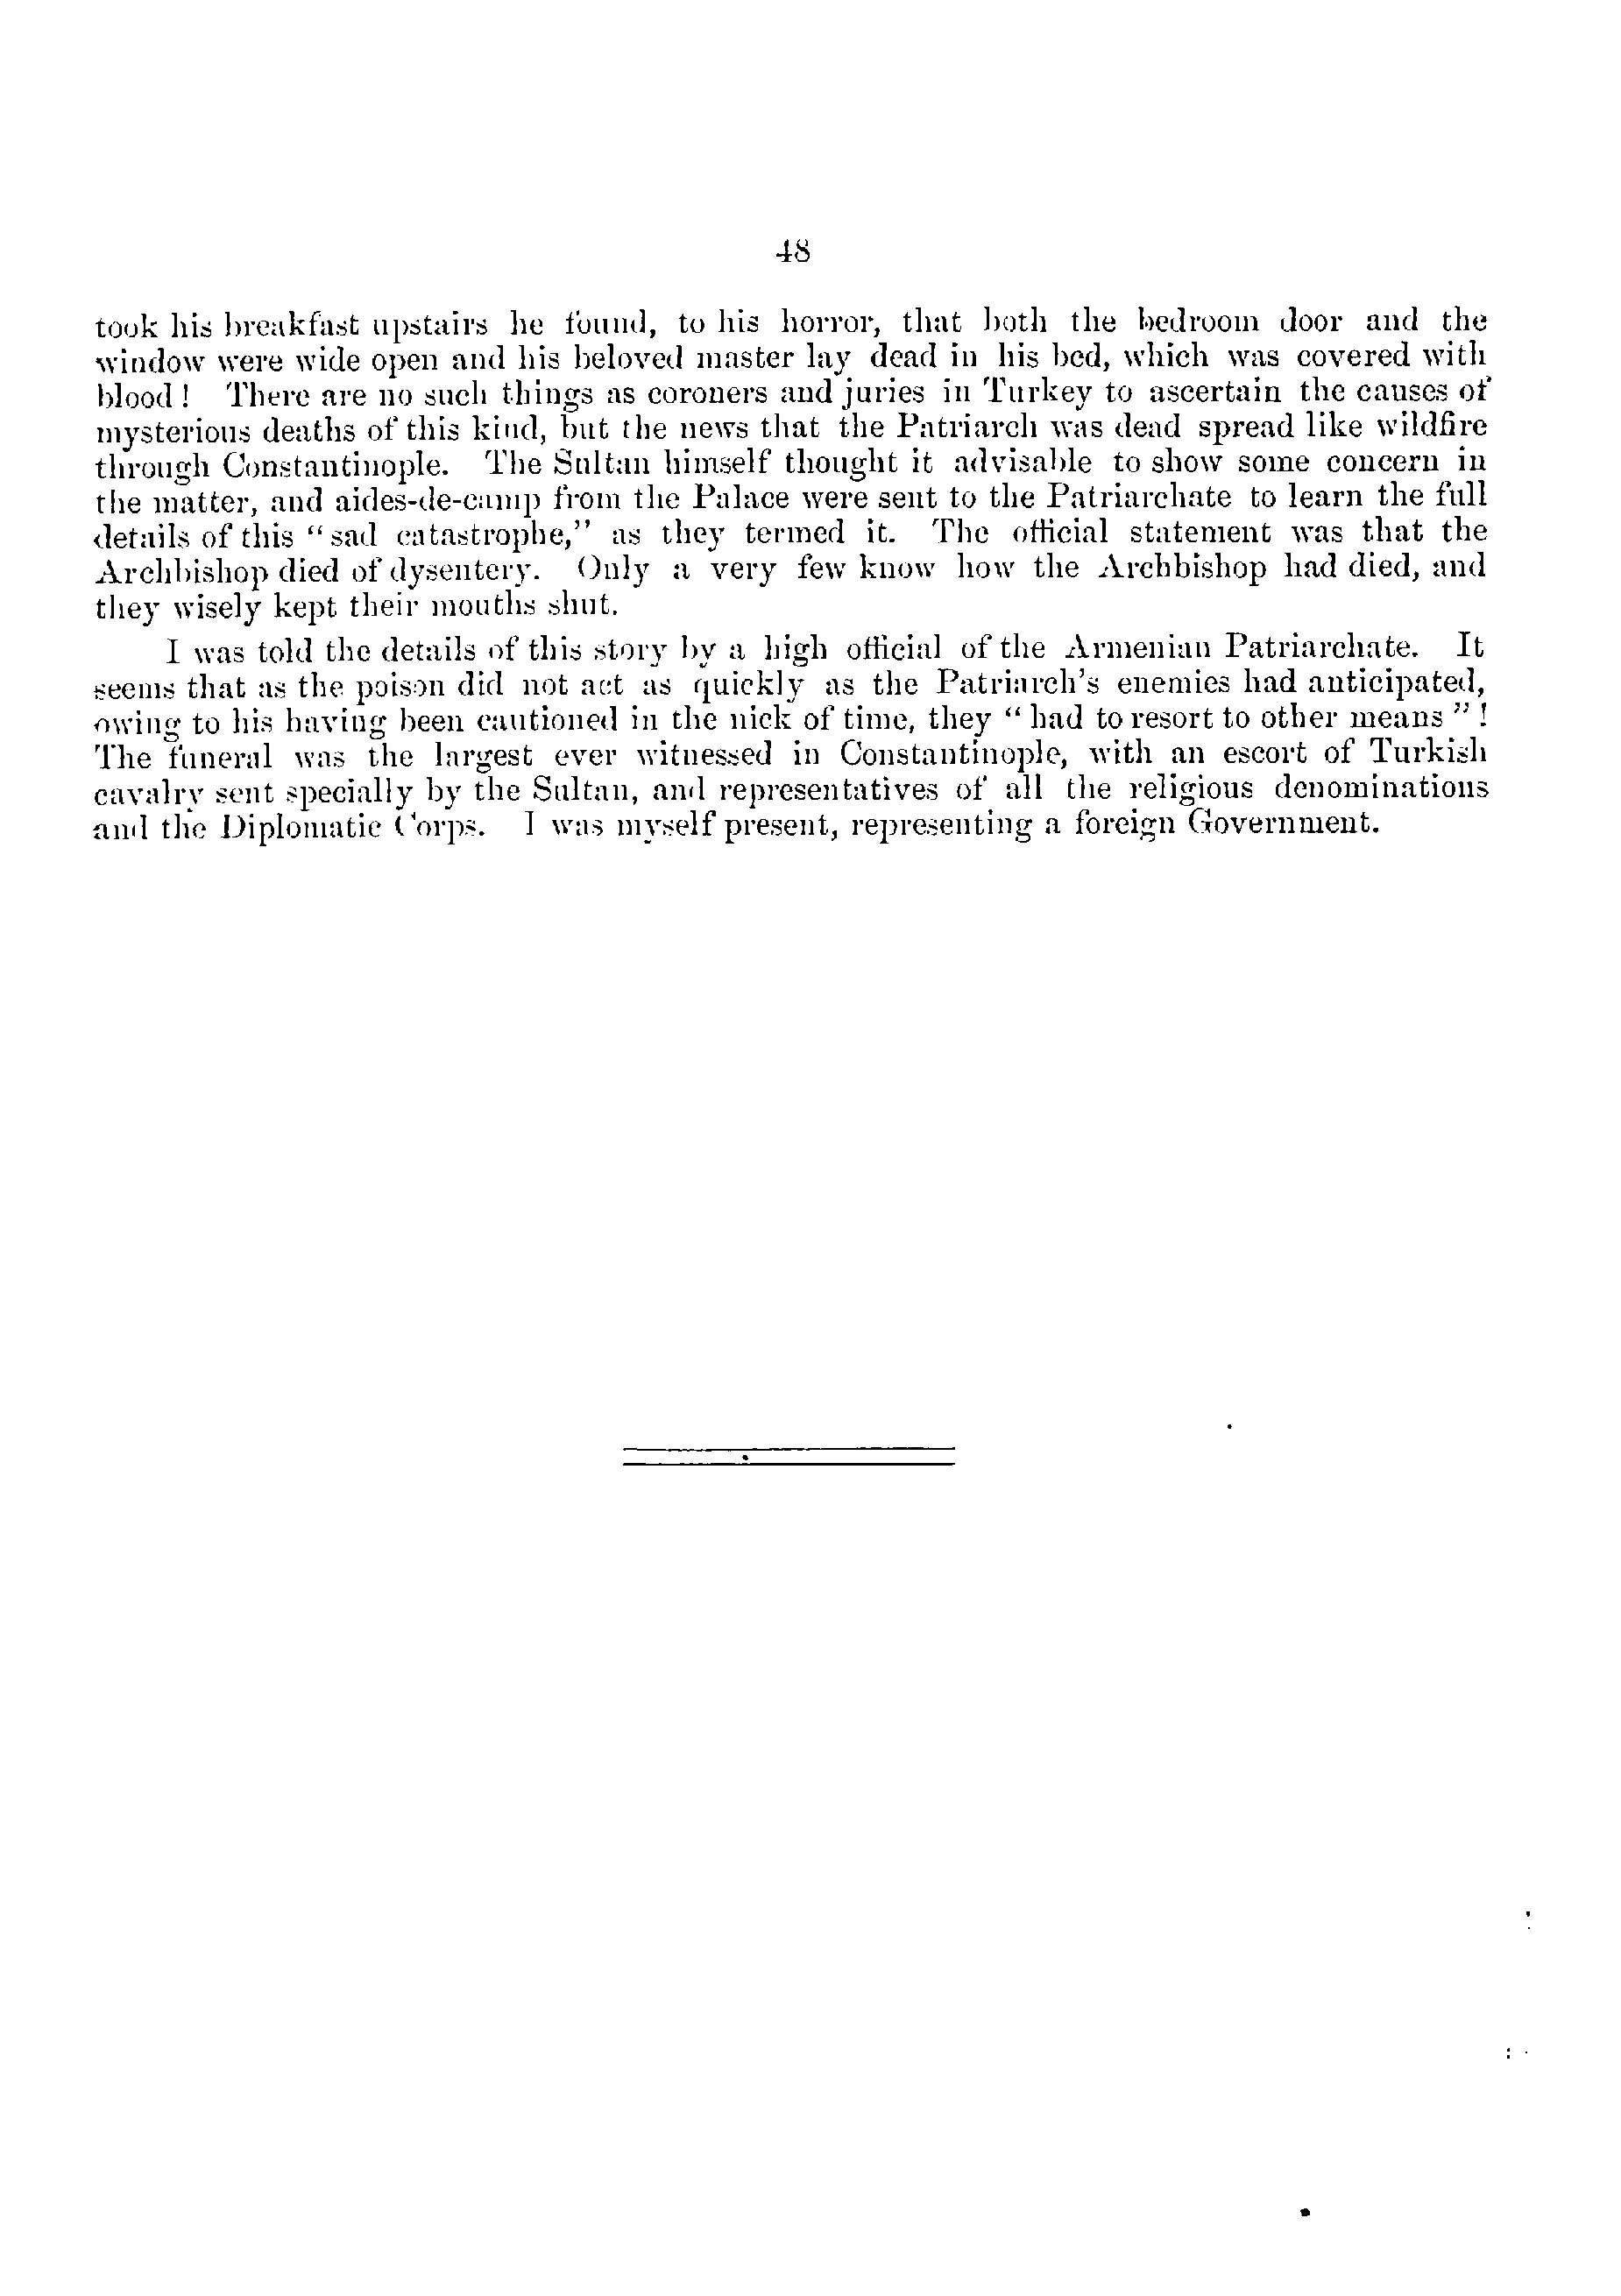 48
took his breakfast upstairs he found, to his horror, that both the bedroom door and the
window were wide open and his beloved master lay dead in his bed, which was covered with
blood! There are no such things as coroners and juries in Turkey to ascertain the causes of
mysterious deaths of this kind, but the news that the Patriarch was dead spread like wildfire
through Constantinople. The Sultan himself thought it advisable to show some concern in
the matter, and aides-de-camp from the Palace were sent to the Patriarchate to learn the full
details of this "sad catastrophe," as they termed it. The official statement was that the
Archbishop died of dysentery. Only a very few know how the Archbishop had died, and
they wisely kept their mouths shut.
I was told the details of this story by a high official of the Armenian Patriarchate. It
seems that as the poison did not act as quickly as the Patriarch's enemies had anticipated,
owing to his having been cautioned in the nick of time, they "had to resort to other means"!
The funeral was the largest ever witnessed in Constantinople, with an escort of Turkish
cavalry sent specially by the Sultan, and representatives of all the religious denominations
and the Diplomatic Corps. I was myself present, representing a foreign Government.